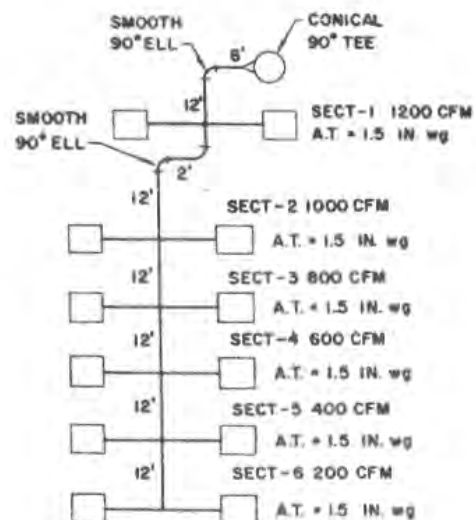 SMOOTH
90° ELL
CONICAL
90° TEE
6'
12'
SECT-1 1200 CFM
A.T. = 1.5 IN. wg
SMOOTH
90° ELL
2'
12'
SECT-2 1000 CFM
A.T. = 1.5 IN. wg
12'
SECT-3 800 CFM
A.T. = 1.5 IN. wg
12'
SECT-4 600 CFM
A.T. = 1.5 IN. wg
12'
SECT-5 400 CFM
A.T. = 1.5 IN. wg
12'
SECT-6 200 CFM
A.T. = 1.5 IN. wg